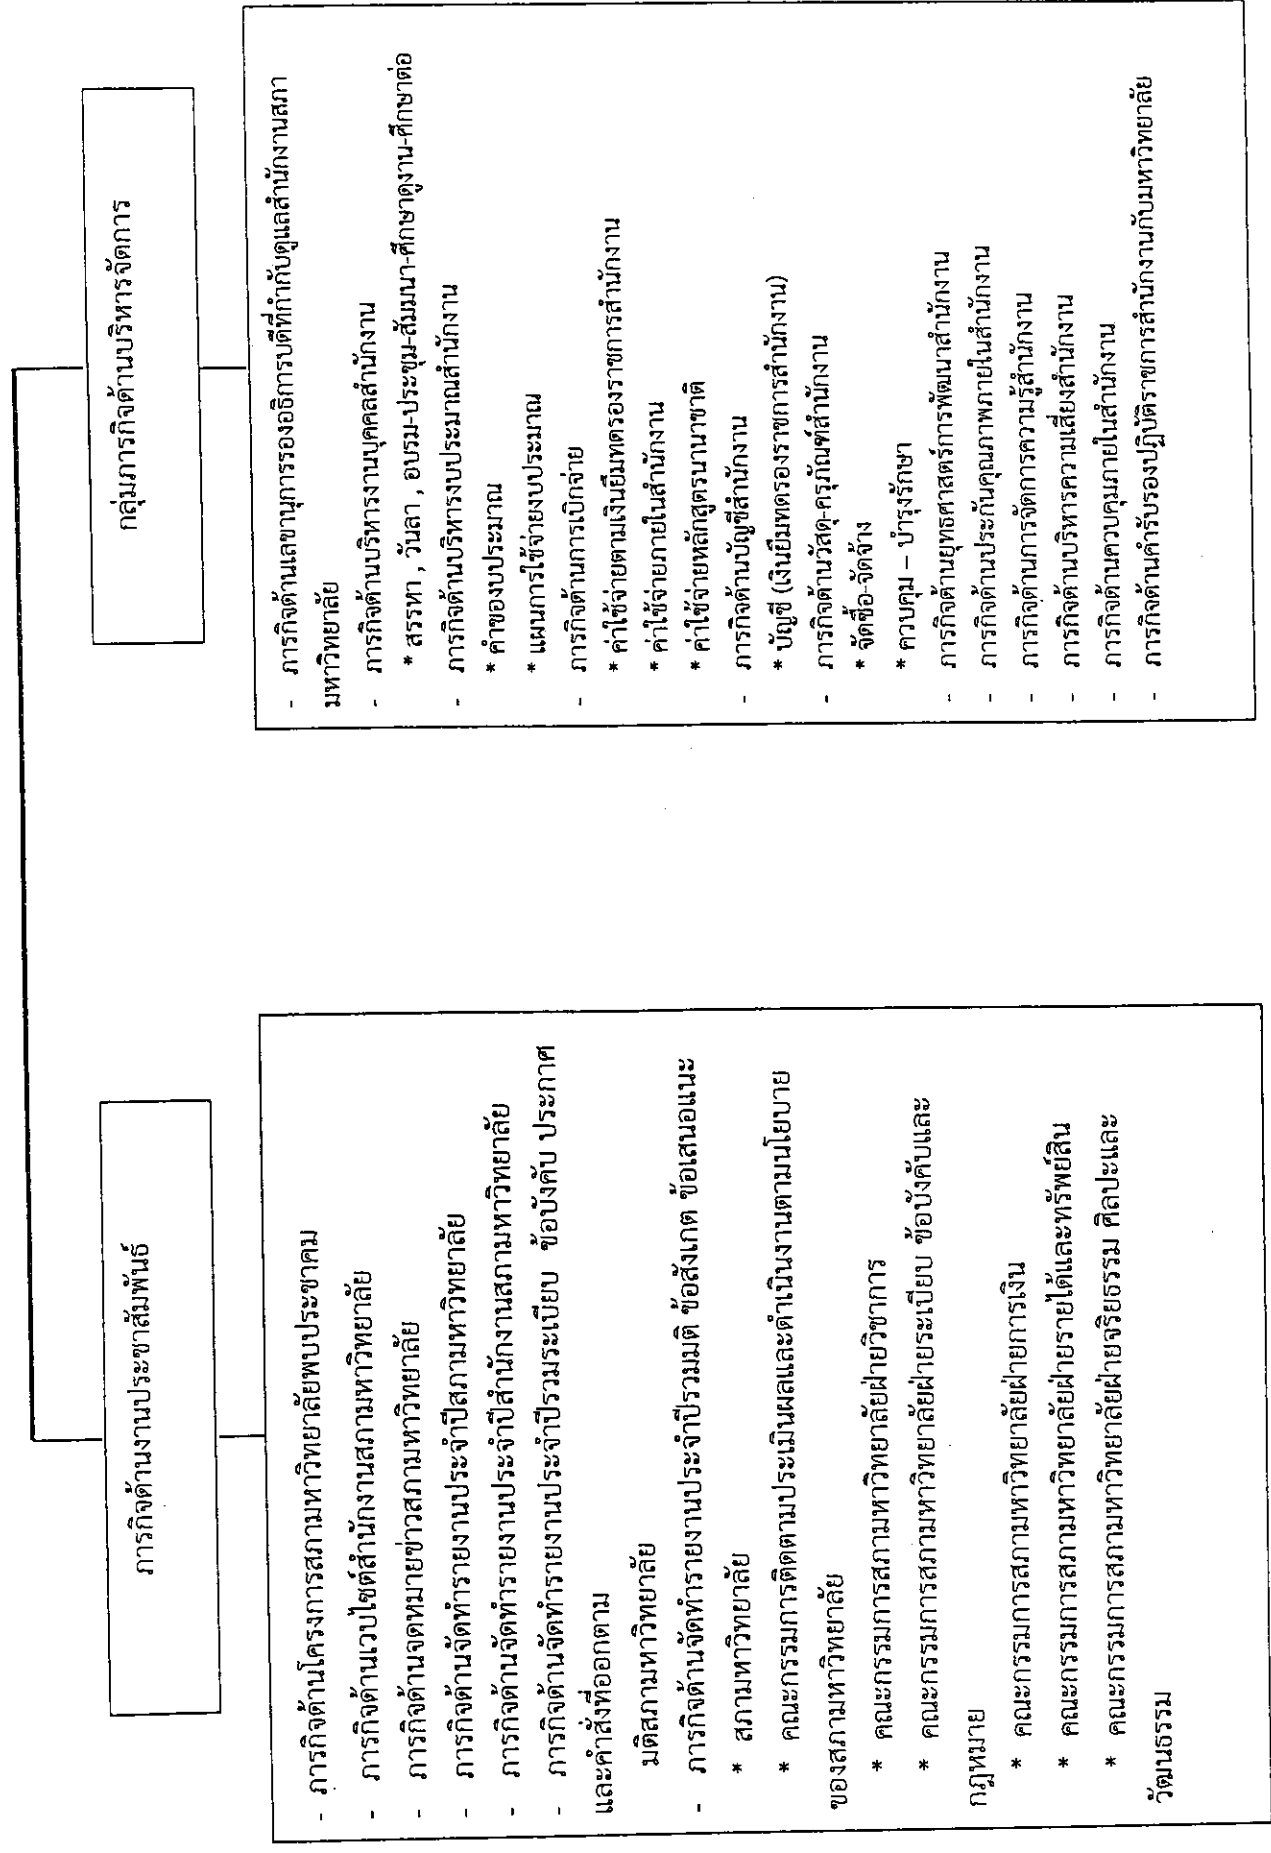 ภารกิจด้านงานประชาสัมพันธ์
- ภารกิจด้านโครงการสภามหาวิทยาลัยพบประชาคม
- ภารกิจด้านเวปไซต์สำนักงานสภามหาวิทยาลัย
- ภารกิจด้านจดหมายข่าวสภามหาวิทยาลัย
- ภารกิจด้านจัดทำรายงานประจำปีสภามหาวิทยาลัย
- ภารกิจด้านจัดทำรายงานประจำปีสำนักงานสภามหาวิทยาลัย
- ภารกิจด้านจัดทำรายงานประจำปีรวมระเบียบ ข้อบังคับ ประกาศ
และคำสั่งที่ออกตาม
มติสภามหาวิทยาลัย
- ภารกิจด้านจัดทำรายงานประจำปีรวมมติ ข้อสังเกต ข้อเสนอแนะ
* สภามหาวิทยาลัย
* คณะกรรมการติดตามประเมินผลและดำเนินงานตามนโยบาย
ของสภามหาวิทยาลัย
* คณะกรรมการสภามหาวิทยาลัยฝ่ายวิชาการ
* คณะกรรมการสภามหาวิทยาลัยฝ่ายระเบียบ ข้อบังคับและ
กฎหมาย
* คณะกรรมการสภามหาวิทยาลัยฝ่ายการเงิน
* คณะกรรมการสภามหาวิทยาลัยฝ่ายรายได้และทรัพย์สิน
* คณะกรรมการสภามหาวิทยาลัยฝ่ายจริยธรรม ศิลปะและ
วัฒนธรรม
กลุ่มภารกิจด้านบริหารจัดการ
- ภารกิจด้านเลขานุการรองอธิการบดีที่กำกับดูแลสำนักงานสภา
มหาวิทยาลัย
- ภารกิจด้านบริหารงานบุคคลสำนักงาน
* สรรหา , วันลา , อบรม-ประชุม-สัมมนา-ศึกษาดูงาน-ศึกษาต่อ
- ภารกิจด้านบริหารงบประมาณสำนักงาน
* คำของบประมาณ
* แผนการใช้จ่ายงบประมาณ
- ภารกิจด้านการเบิกจ่าย
* ค่าใช้จ่ายตามเงินยืมทดรองราชการสำนักงาน
* ค่าใช้จ่ายภายในสำนักงาน
* ค่าใช้จ่ายหลักสูตรนานาชาติ
- ภารกิจด้านบัญชีสำนักงาน
* บัญชี (เงินยืมทดรองราชการสำนักงาน)
- ภารกิจด้านวัสดุ-ครุภัณฑ์สำนักงาน
* จัดซื้อ-จัดจ้าง
* ควบคุม – บำรุงรักษา
- ภารกิจด้านยุทธศาสตร์การพัฒนาสำนักงาน
- ภารกิจด้านประกันคุณภาพภายในสำนักงาน
- ภารกิจด้านการจัดการความรู้สำนักงาน
- ภารกิจด้านบริหารความเสี่ยงสำนักงาน
- ภารกิจด้านควบคุมภายในสำนักงาน
- ภารกิจด้านคำรับรองปฏิบัติราชการสำนักงานกับมหาวิทยาลัย